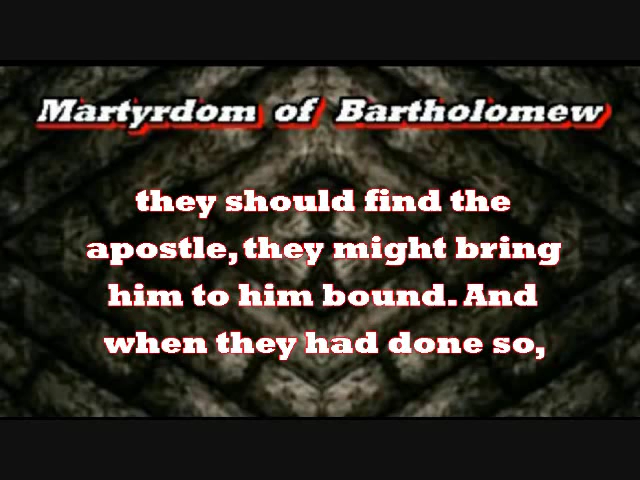 Martyrdom of Bartholomew
they should find the
apostle, they might bring
him to him bound. And
when they had done so,